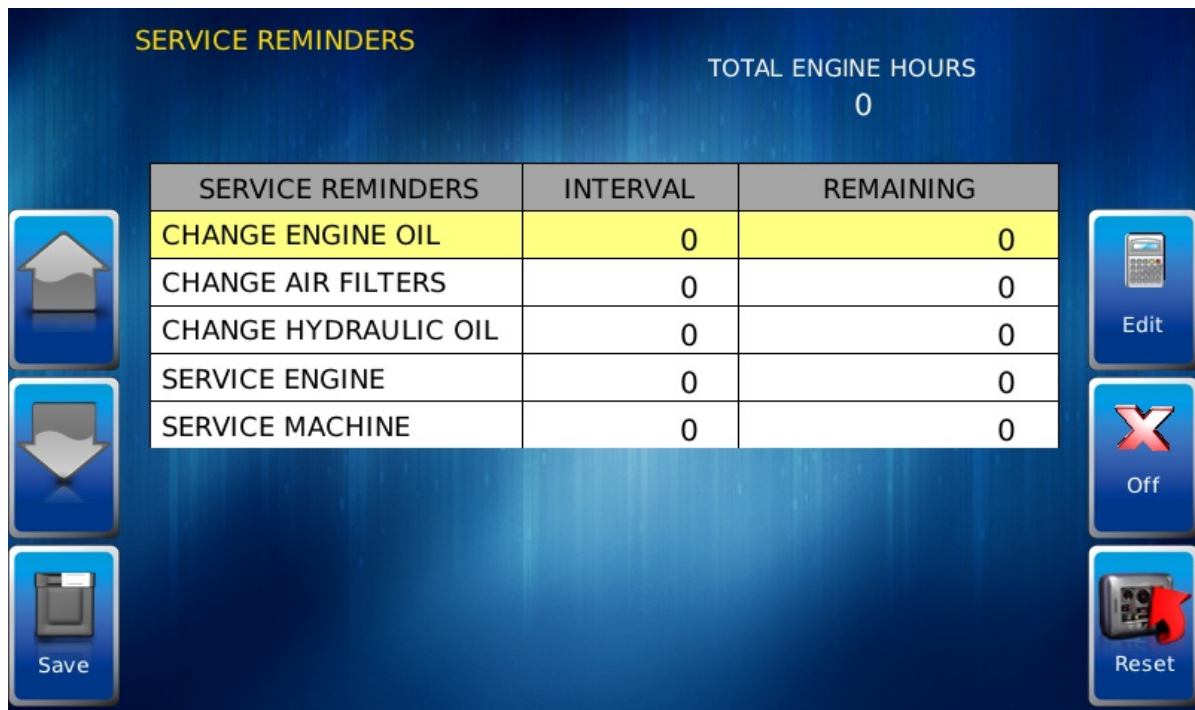 SERVICE REMINDERS
TOTAL ENGINE HOURS
0
SERVICE REMINDERS INTERVAL REMAINING
CHANGE ENGINE OIL 0 0
CHANGE AIR FILTERS 0 0
CHANGE HYDRAULIC OIL 0 0
SERVICE ENGINE 0 0
SERVICE MACHINE 0 0
Edit
Off
Save
Reset